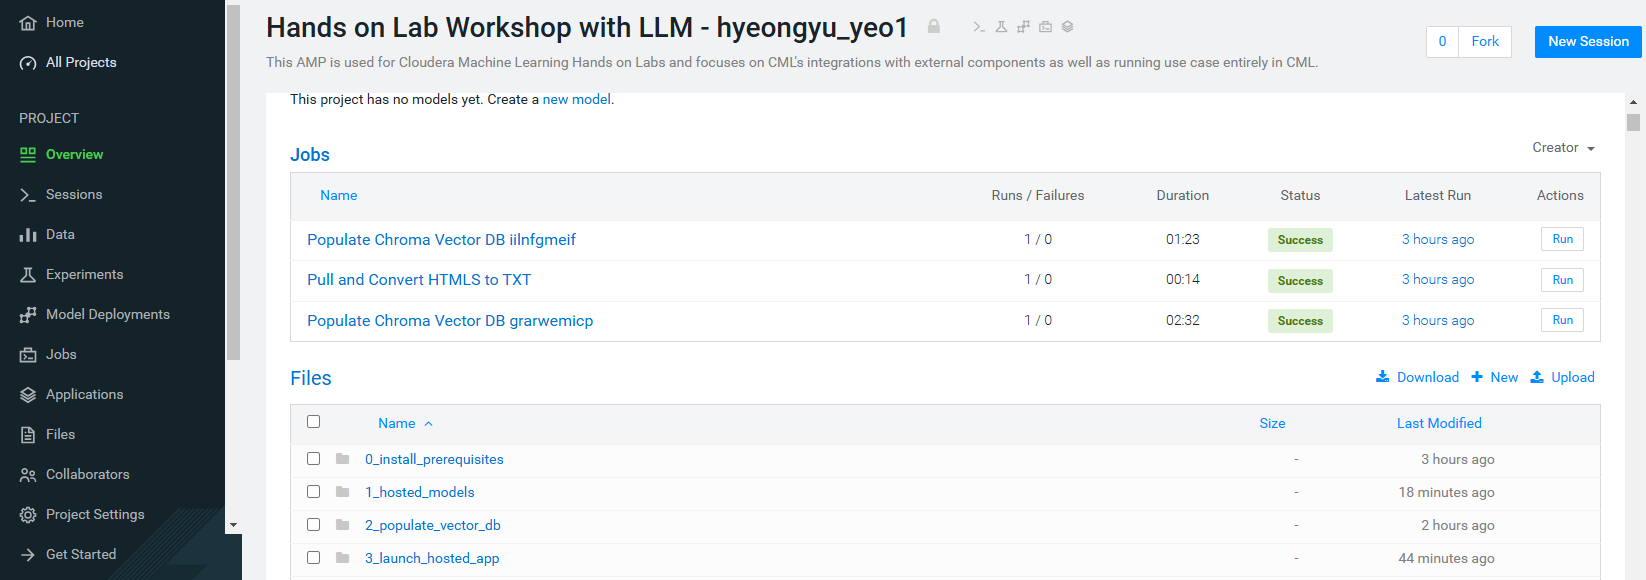 Home
All Projects
PROJECT
Overview
Sessions
Data
Experiments
Model Deployments
Jobs
Applications
Files
Collaborators
Project Settings
Get Started
Hands on Lab Workshop with LLM - hyeongyu_yeo1
0 Fork
New Session
This AMP is used for Cloudera Machine Learning Hands on Labs and focuses on CML's integrations with external components as well as running use case entirely in CML.
This project has no models yet. Create a new model.
Jobs
Creator
Name Runs / Failures Duration Status Latest Run Actions
Populate Chroma Vector DB iilnfgmeif 1 / 0 01:23 Success 3 hours ago Run
Pull and Convert HTMLS to TXT 1 / 0 00:14 Success 3 hours ago Run
Populate Chroma Vector DB grarwemicp 1 / 0 02:32 Success 3 hours ago Run
Files
Download New Upload
Name Size Last Modified
0_install_prerequisites - 3 hours ago
1_hosted_models - 18 minutes ago
2_populate_vector_db - 2 hours ago
3_launch_hosted_app - 44 minutes ago